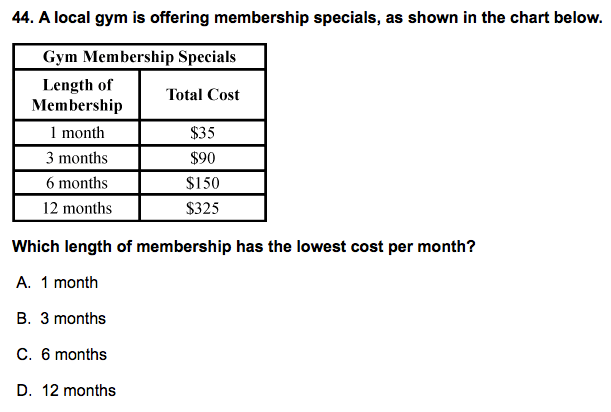 44. A local gym is offering membership specials, as shown in the chart below.
Gym Membership Specials
Length of Membership Total Cost
1 month $35
3 months $90
6 months $150
12 months $325
Which length of membership has the lowest cost per month?
A. 1 month
B. 3 months
C. 6 months
D. 12 months